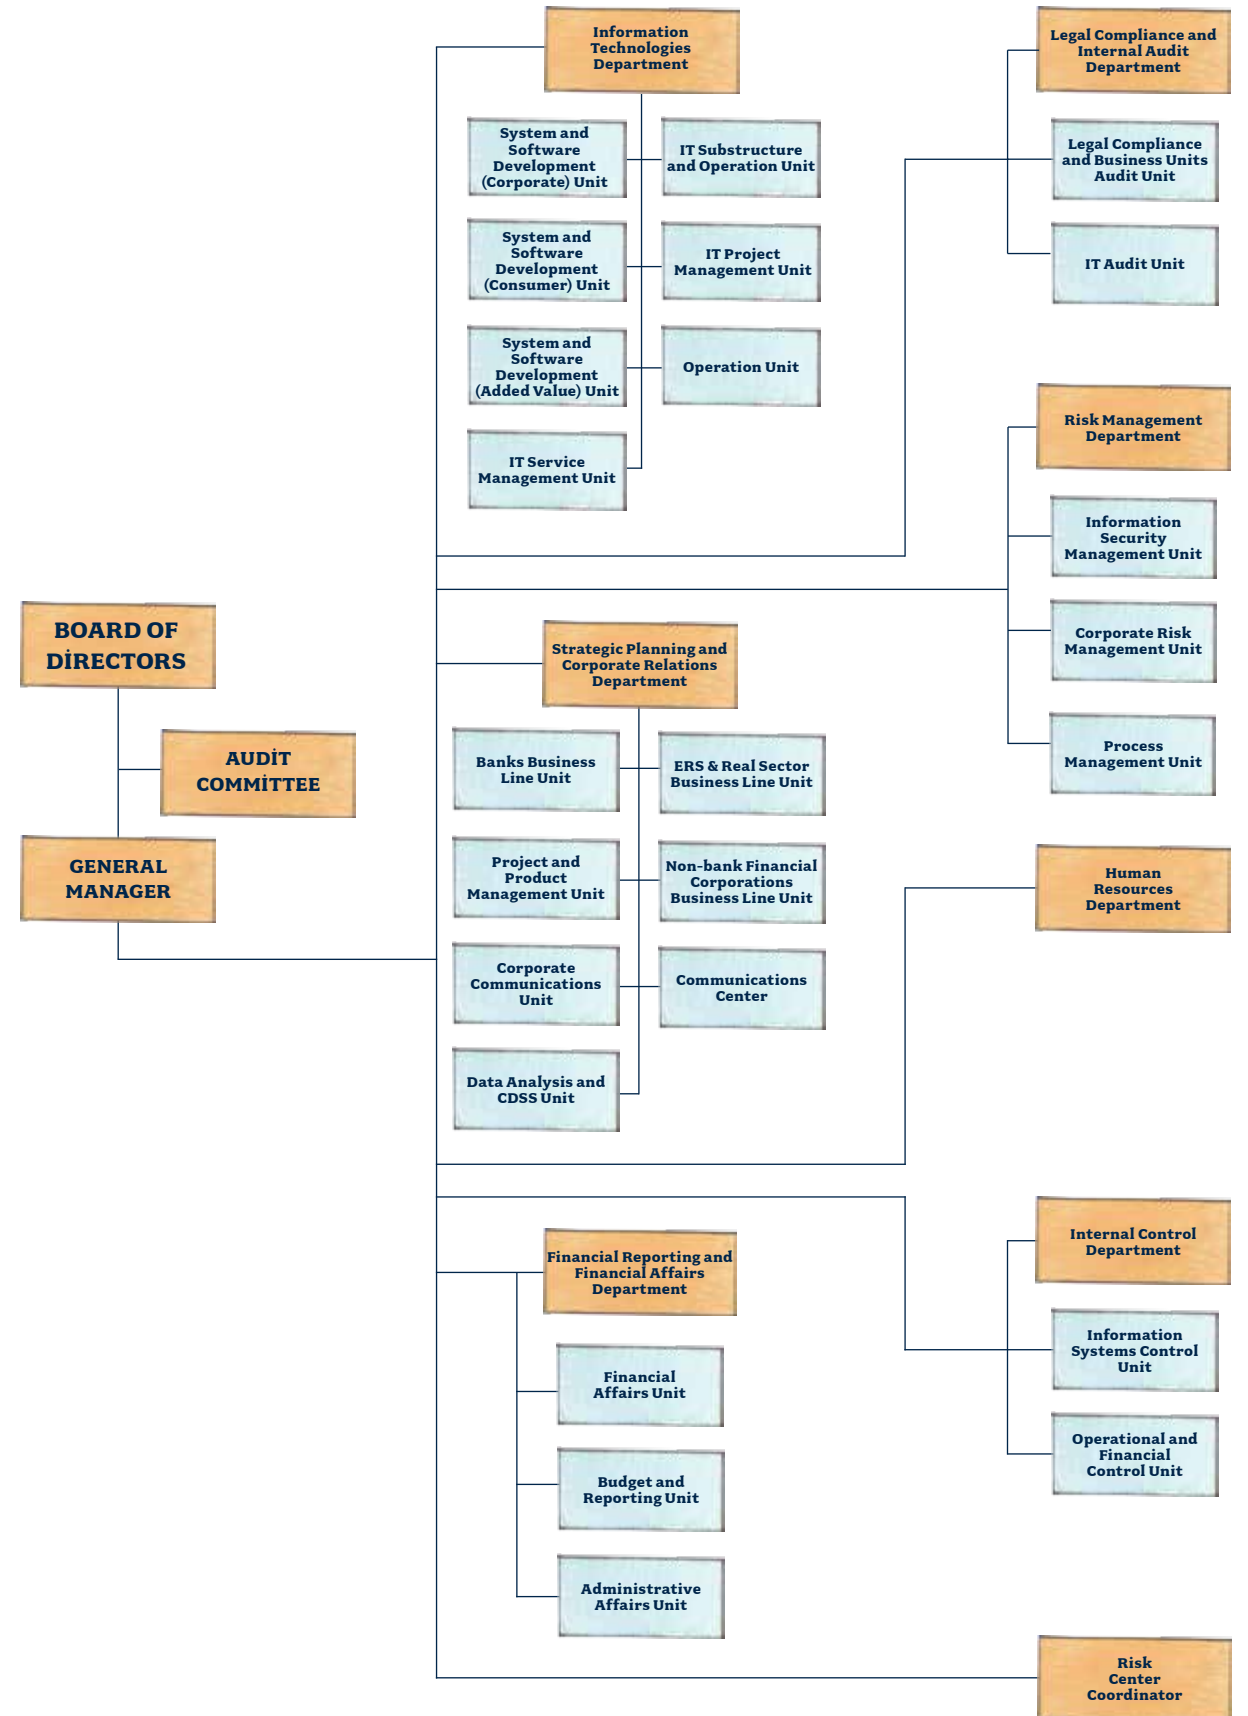 Information
Technologies
Department
System and
Software
Development
(Corporate) Unit
IT Substructure
and Operation Unit
System and
Software
Development
(Consumer) Unit
IT Project
Management Unit
System and
Software
Development
(Added Value) Unit
Operation Unit
IT Service
Management Unit
Legal Compliance and
Internal Audit
Department
Legal Compliance
and Business Units
Audit Unit
IT Audit Unit
Risk Management
Department
Information
Security
Management Unit
Corporate Risk
Management Unit
Process
Management Unit
BOARD OF
DİRECTORS
AUDİT
COMMİTTEE
GENERAL
MANAGER
Strategic Planning and
Corporate Relations
Department
Banks Business
Line Unit
ERS & Real Sector
Business Line Unit
Project and
Product
Management Unit
Non-bank Financial
Corporations
Business Line Unit
Corporate
Communications
Unit
Communications
Center
Data Analysis and
CDSS Unit
Human
Resources
Department
Financial Reporting and
Financial Affairs
Department
Financial
Affairs Unit
Budget and
Reporting Unit
Administrative
Affairs Unit
Internal Control
Department
Information
Systems Control
Unit
Operational and
Financial
Control Unit
Risk
Center
Coordinator